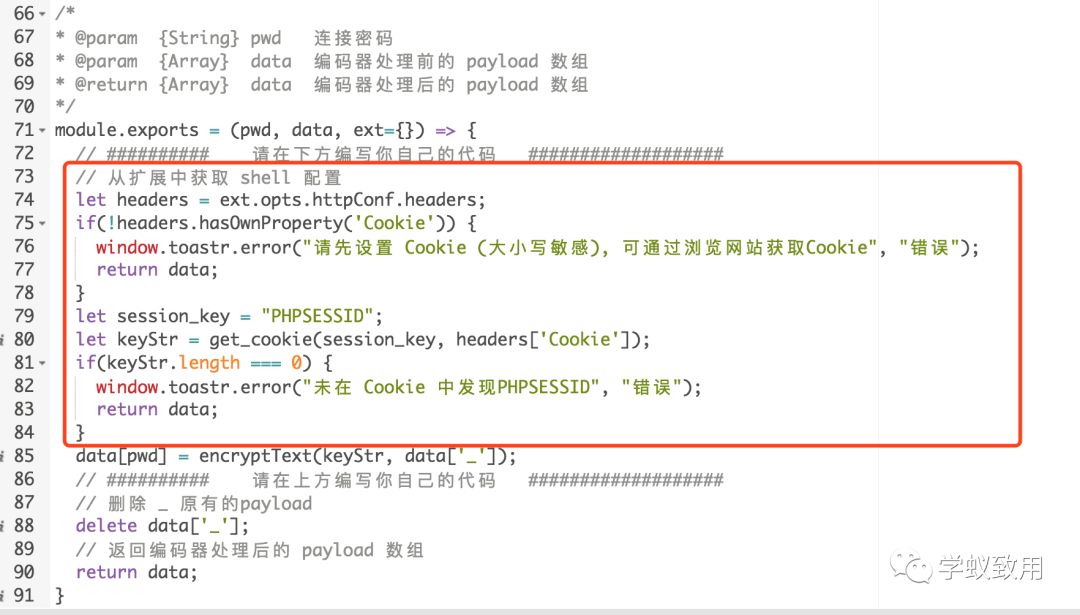 66 /*
67 * @param {String} pwd 连接密码
68 * @param {Array} data 编码器处理前的 payload 数组
69 * @return {Array} data 编码器处理后的 payload 数组
70 */
71 module.exports = (pwd, data, ext={}) => {
72 // ########## 请在下方编写你自己的代码 ###################
73 // 从扩展中获取 shell 配置
74 let headers = ext.opts.httpConf.headers;
75 if(!headers.hasOwnProperty('Cookie')) {
76 window.toastr.error("请先设置 Cookie (大小写敏感), 可通过浏览网站获取Cookie", "错误");
77 return data;
78 }
79 let session_key = "PHPSESSID";
80 let keyStr = get_cookie(session_key, headers['Cookie']);
81 if(keyStr.length === 0) {
82 window.toastr.error("未在 Cookie 中发现PHPSESSID", "错误");
83 return data;
84 }
85 data[pwd] = encryptText(keyStr, data['_']);
86 // ########## 请在上方编写你自己的代码 ###################
87 // 删除 _ 原有的payload
88 delete data['_'];
89 // 返回编码器处理后的 payload 数组
90 return data;
91 }
学蚁致用